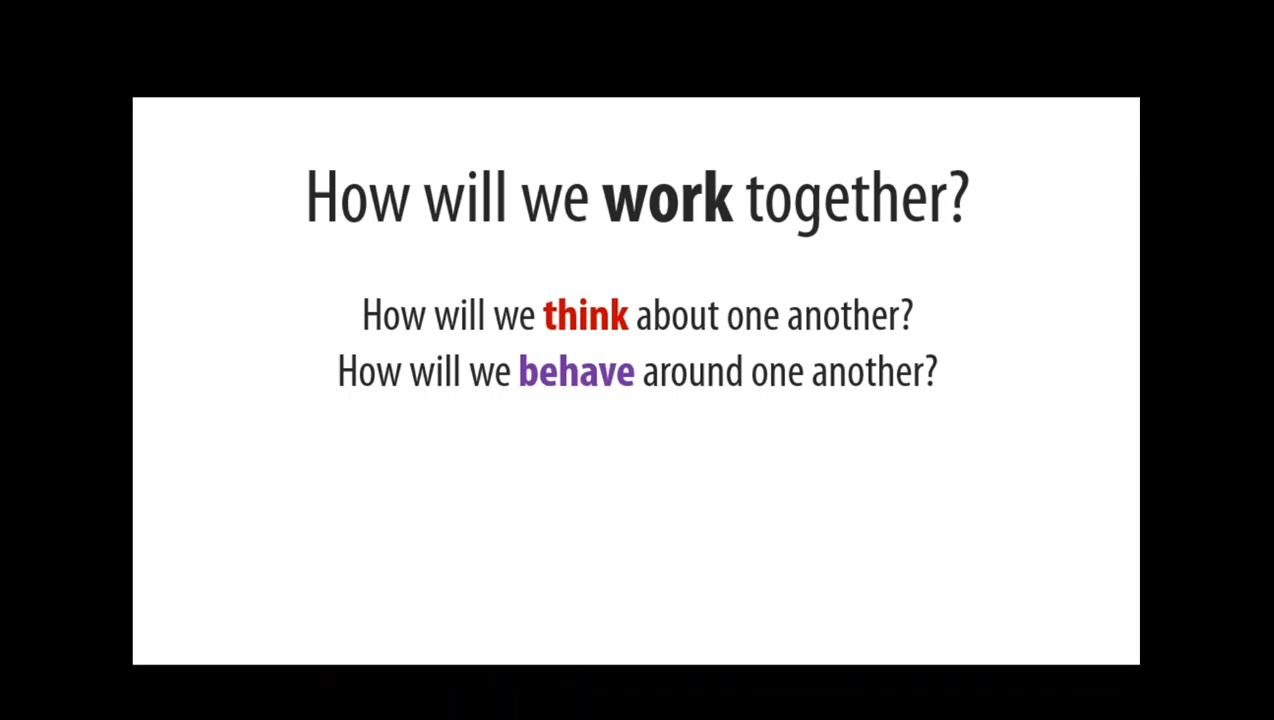 How will we work together?
How will we think about one another?
How will we behave around one another?